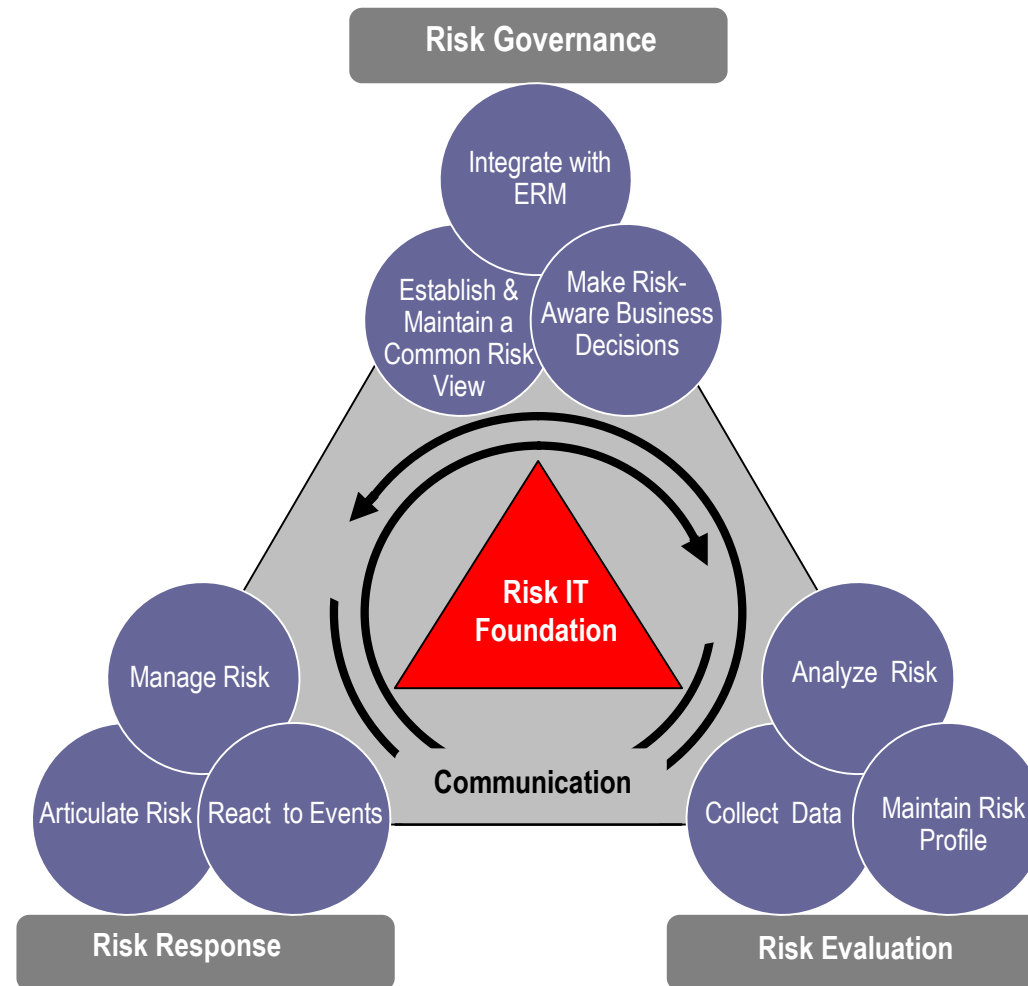 Risk Governance
Integrate with
ERM
Establish &
Maintain a
Common Risk
View
Make Risk-
Aware Business
Decisions
Risk IT
Foundation
Manage Risk
Articulate Risk
React to Events
Communication
Analyze Risk
Collect Data
Maintain Risk
Profile
Risk Response
Risk Evaluation